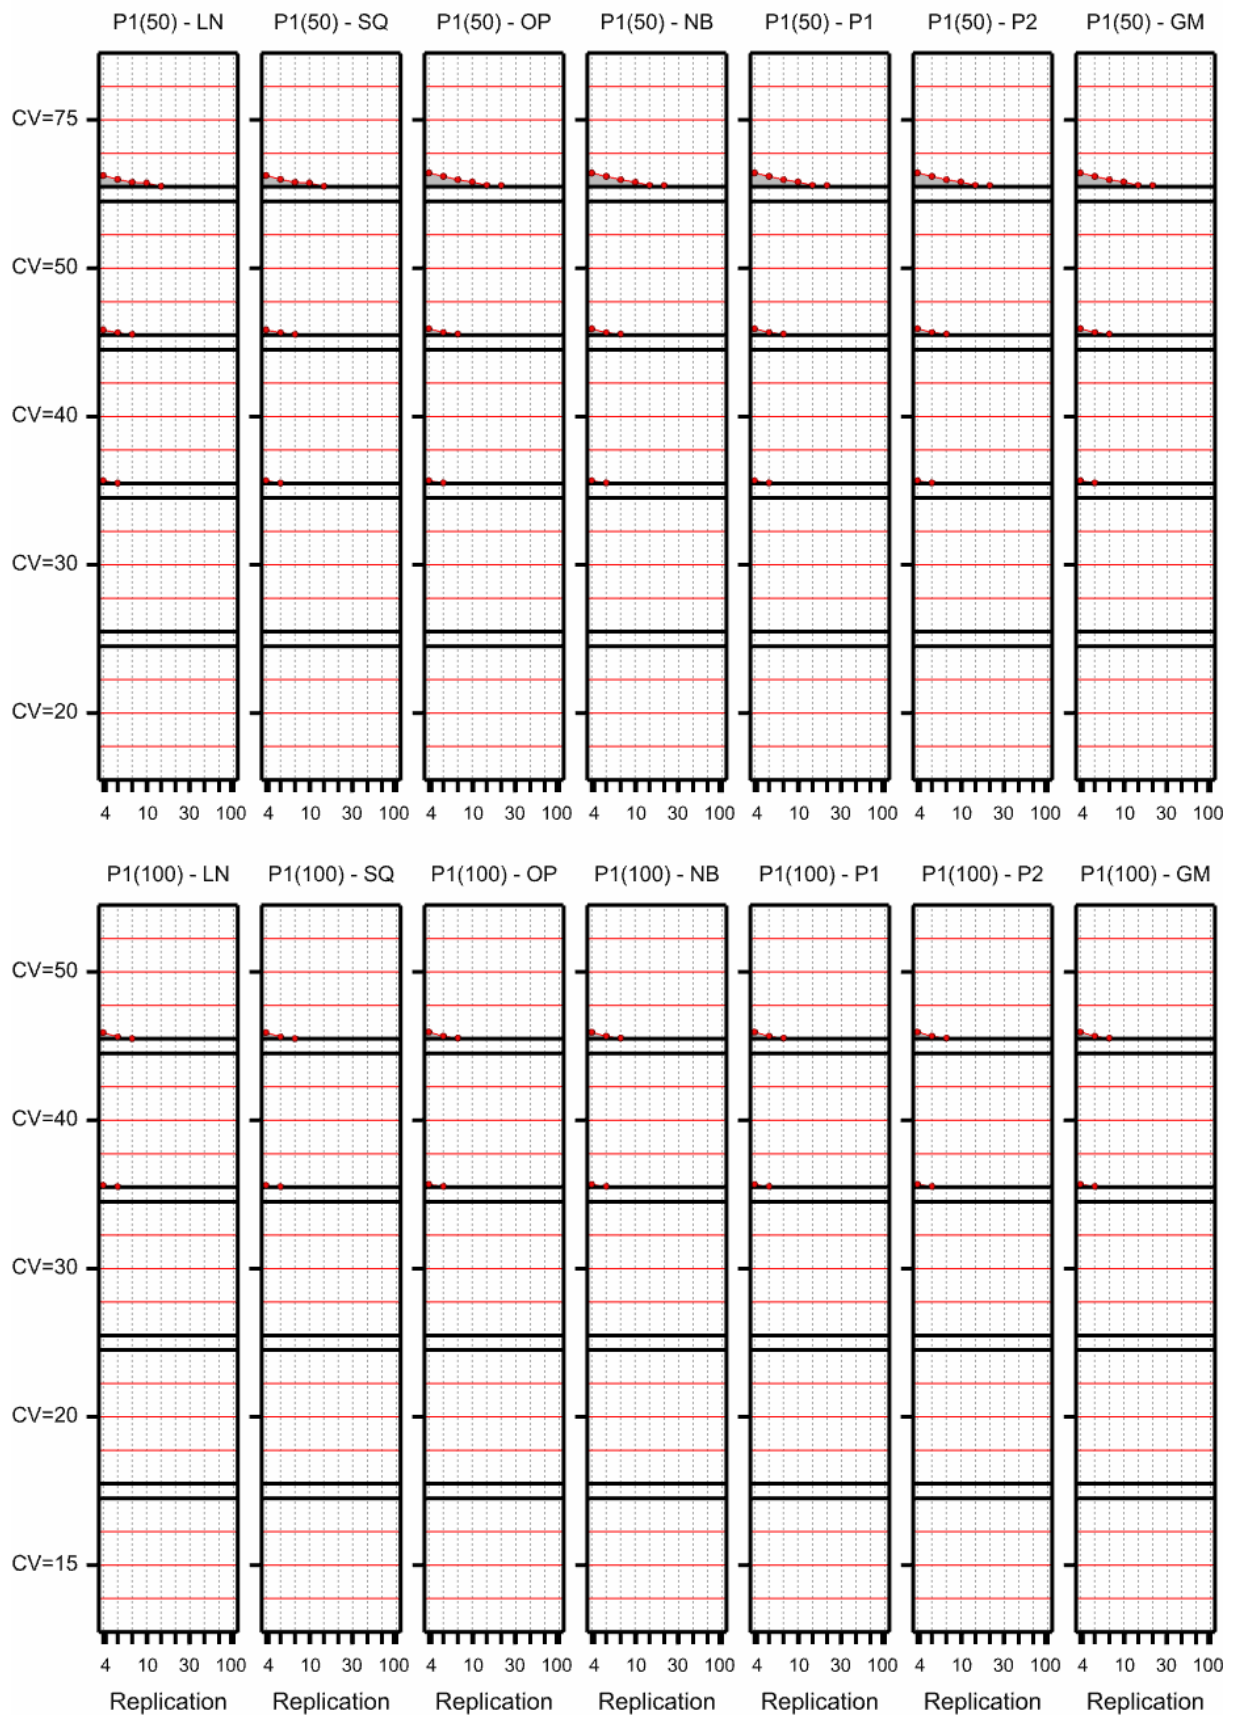 P1(50) - LN P1(50) - SQ P1(50) - OP P1(50) - NB P1(50) - P1 P1(50) - P2 P1(50) - GM
CV=75
CV=50
CV=40
CV=30
CV=20
4 10 30 100 4 10 30 100 4 10 30 100 4 10 30 100 4 10 30 100 4 10 30 100 4 10 30 100
P1(100) - LN P1(100) - SQ P1(100) - OP P1(100) - NB P1(100) - P1 P1(100) - P2 P1(100) - GM
CV=50
CV=40
CV=30
CV=20
CV=15
4 10 30 100 4 10 30 100 4 10 30 100 4 10 30 100 4 10 30 100 4 10 30 100 4 10 30 100
Replication Replication Replication Replication Replication Replication Replication